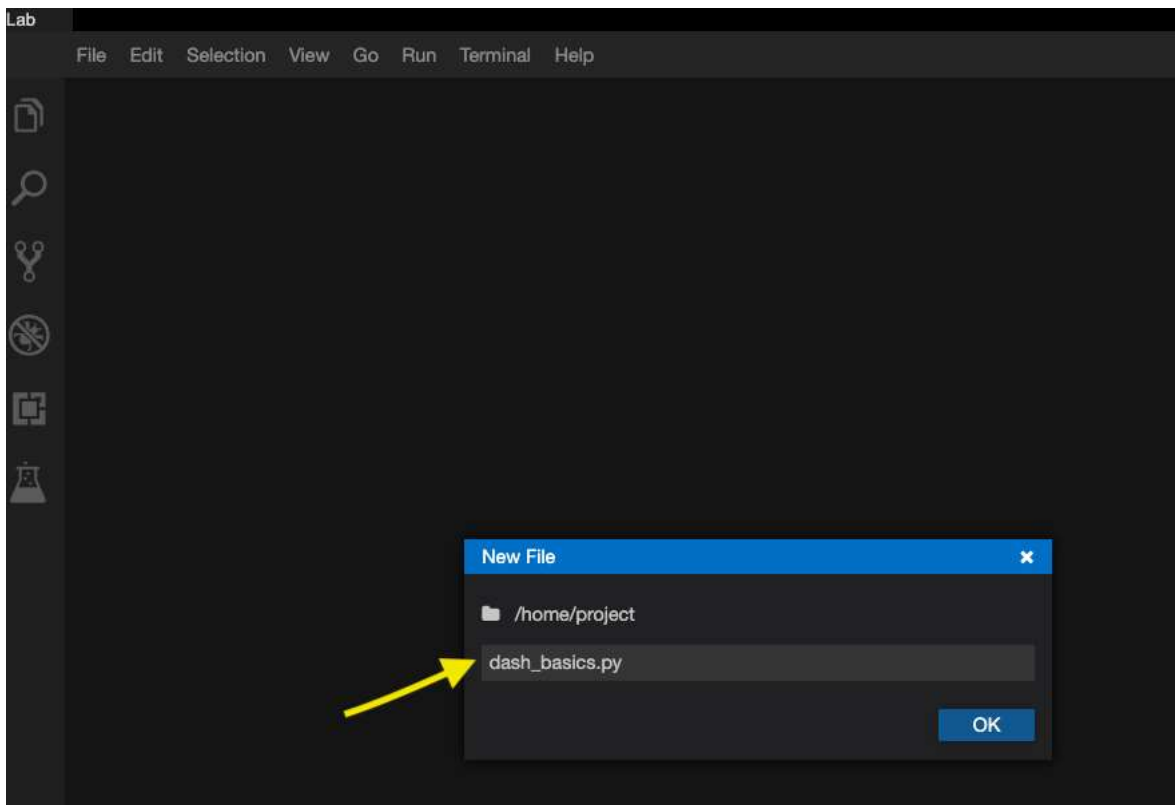 Lab
File Edit Selection View Go Run Terminal Help
New File
/home/project
dash_basics.py
OK